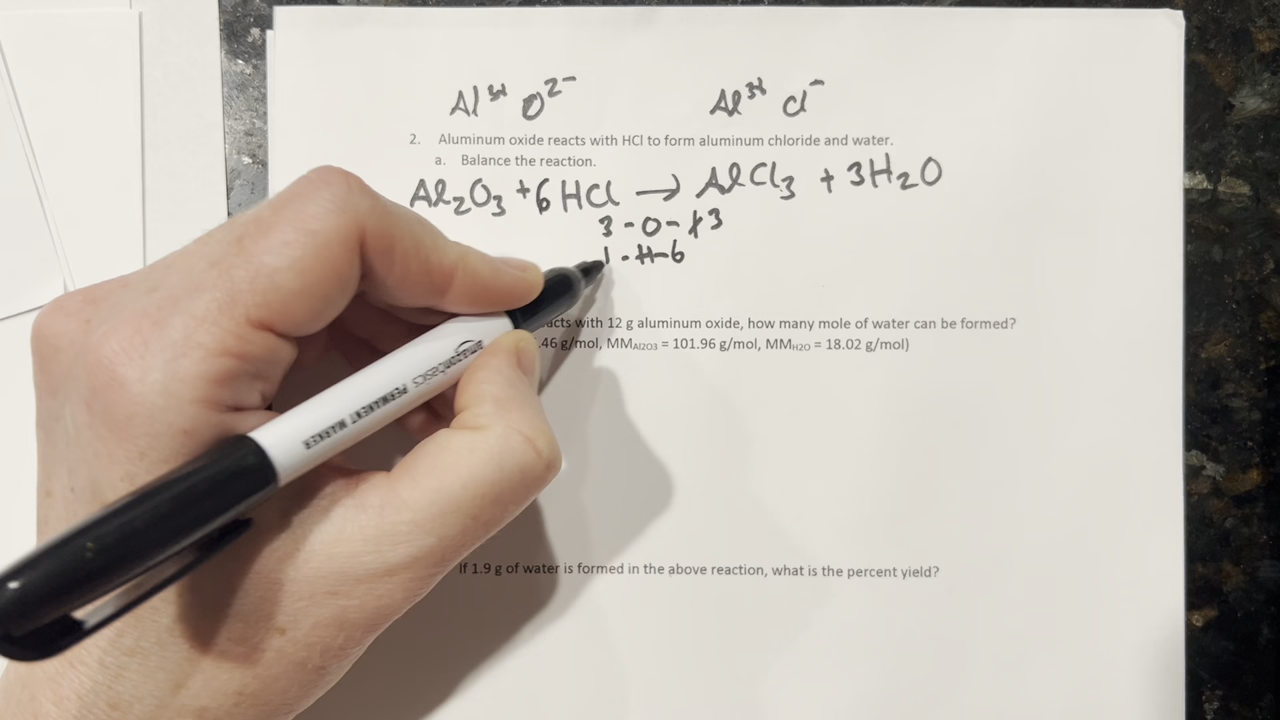 Al³⁺ O²⁻ Al³⁺ Cl⁻
2. Aluminum oxide reacts with HCl to form aluminum chloride and water.
a. Balance the reaction.
Al₂O₃ + 6 HCl → AlCl₃ + 3H₂O
3 - O - 1 3
1 - H - 6
acts with 12 g aluminum oxide, how many mole of water can be formed?
.46 g/mol, MMAl2O3 = 101.96 g/mol, MMH2O = 18.02 g/mol)
If 1.9 g of water is formed in the above reaction, what is the percent yield?
amazonbasics PERMANENT MARKER